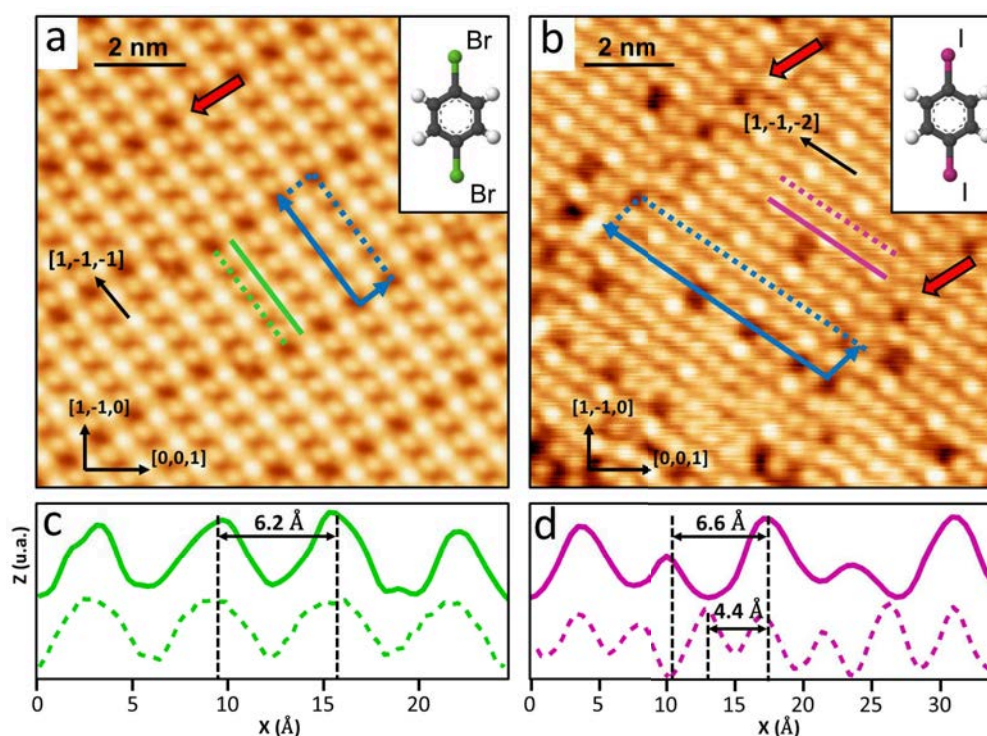 a
2 nm
Br
Br
[1,-1,-1]
[1,-1,0]
[0,0,1]
b
2 nm
I
I
[1,-1,-2]
[1,-1,0]
[0,0,1]
c
6.2 Å
Z (u.a.)
0 5 10 15 20
X (Å)
d
6.6 Å
4.4 Å
0 5 10 15 20 25 30
X (Å)